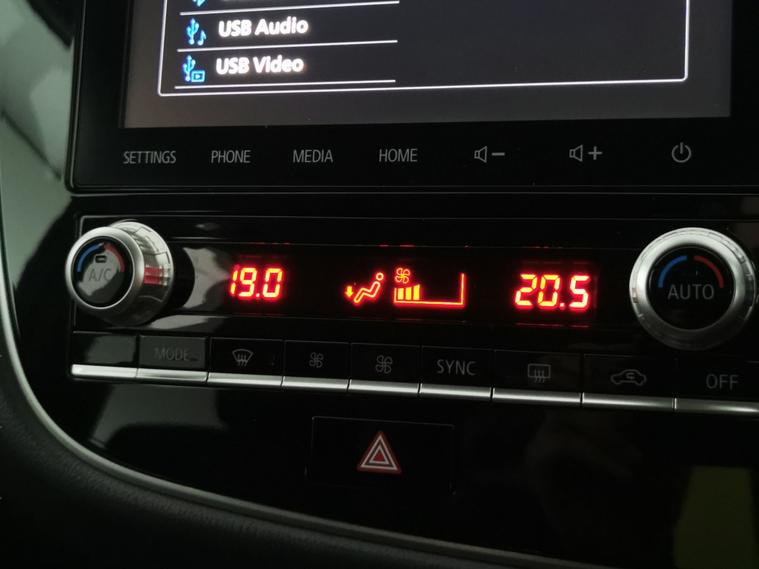 USB Audio
USB Video
SETTINGS PHONE MEDIA HOME
A/C 19.0 20.5 AUTO
MODE SYNC OFF